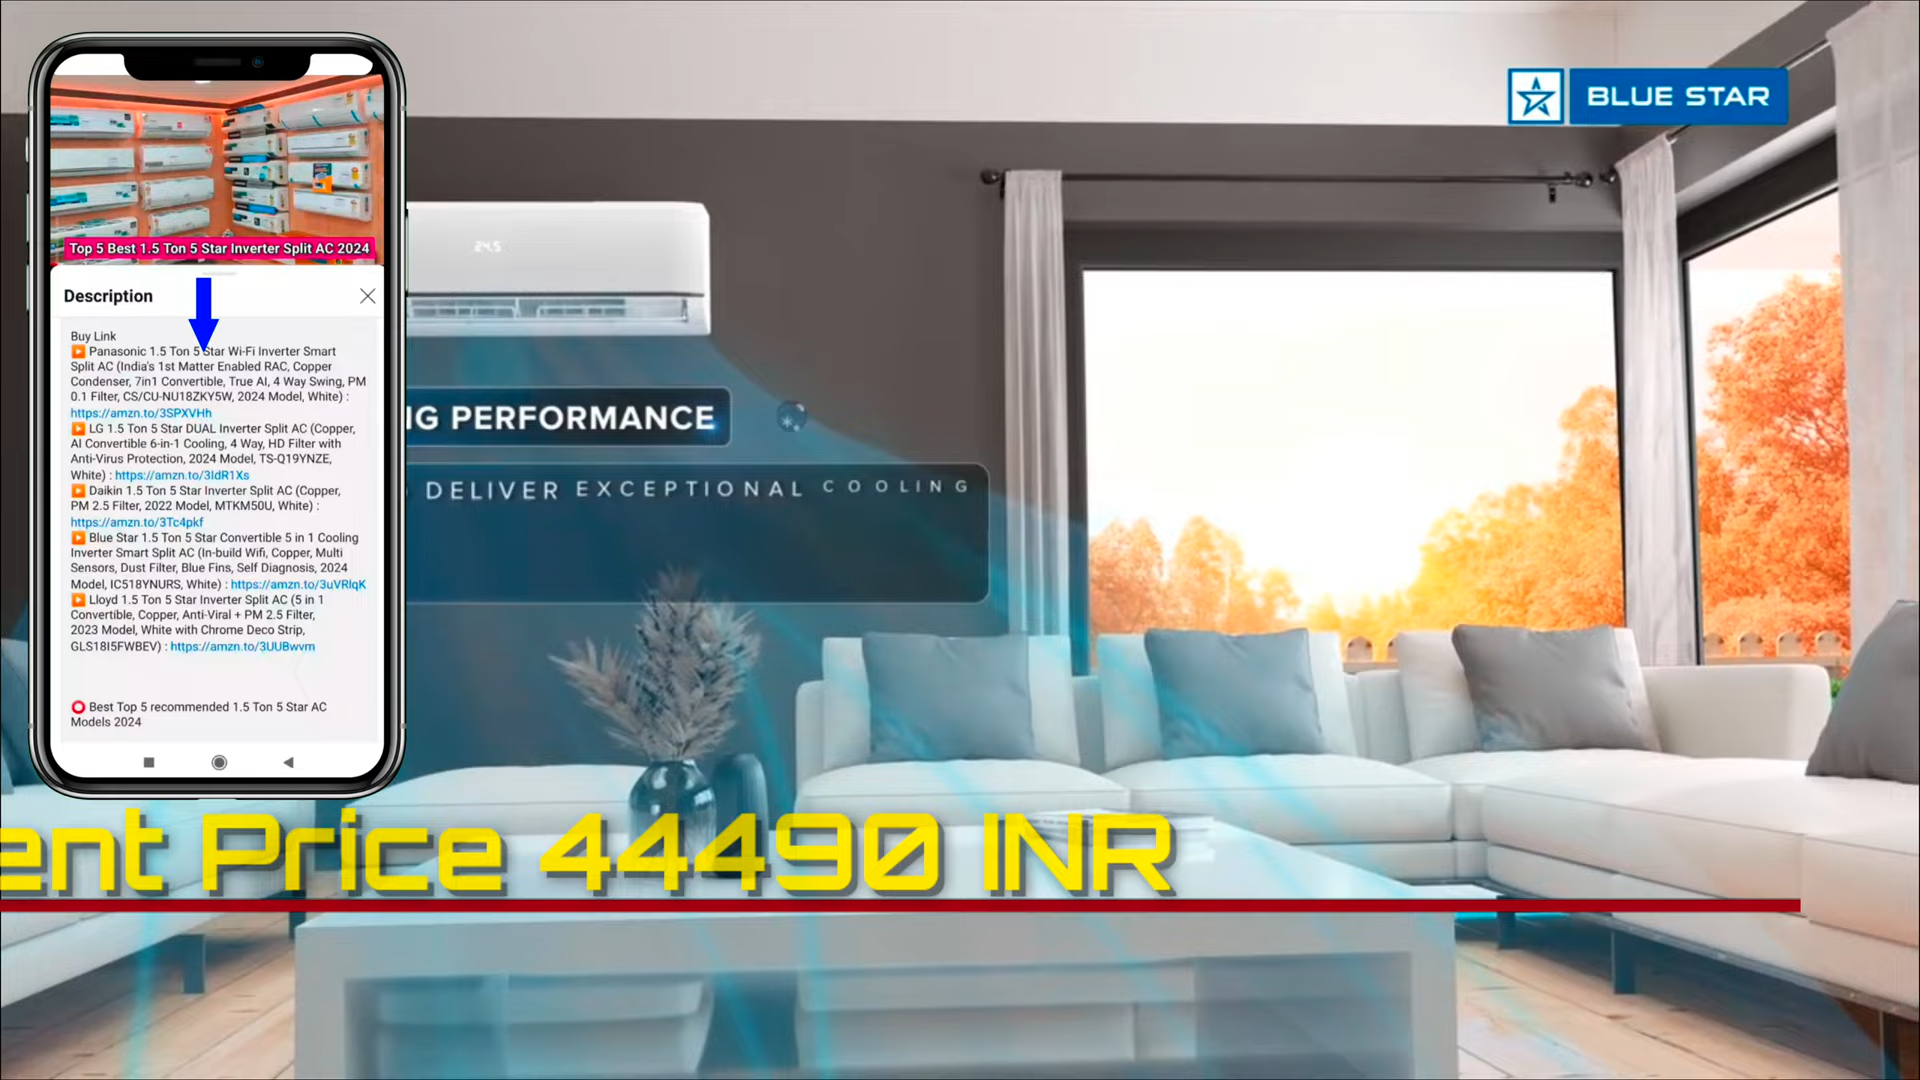 Top 5 Best 1.5 Ton 5 Star Inverter Split AC 2024
Description
Buy Link
Panasonic 1.5 Ton 5 Star Wi-Fi Inverter Smart
Split AC (India's 1st Matter Enabled RAC, Copper
Condenser, 7in1 Convertible, True AI, 4 Way Swing, PM
0.1 Filter, CS/CU-NU18ZKY5W, 2024 Model, White) :
https://amzn.to/3SPXVHh
LG 1.5 Ton 5 Star DUAL Inverter Split AC (Copper,
AI Convertible 6-in-1 Cooling, 4 Way, HD Filter with
Anti-Virus Protection, 2024 Model, TS-Q19YNZE,
White) : https://amzn.to/3IdR1Xs
Daikin 1.5 Ton 5 Star Inverter Split AC (Copper,
PM 2.5 Filter, 2022 Model, MTKM50U, White) :
https://amzn.to/3Tc4pkf
Blue Star 1.5 Ton 5 Star Convertible 5 in 1 Cooling
Inverter Smart Split AC (In-build Wifi, Copper, Multi
Sensors, Dust Filter, Blue Fins, Self Diagnosis, 2024
Model, IC518YNURS, White) : https://amzn.to/3uVRlqK
Lloyd 1.5 Ton 5 Star Inverter Split AC (5 in 1
Convertible, Copper, Anti-Viral + PM 2.5 Filter,
2023 Model, White with Chrome Deco Strip,
GLS18I5FWBEV) : https://amzn.to/3UUBwvm
Best Top 5 recommended 1.5 Ton 5 Star AC
Models 2024
BLUE STAR
24.5
NG PERFORMANCE
DELIVER EXCEPTIONAL COOLING
ent Price 44490 INR